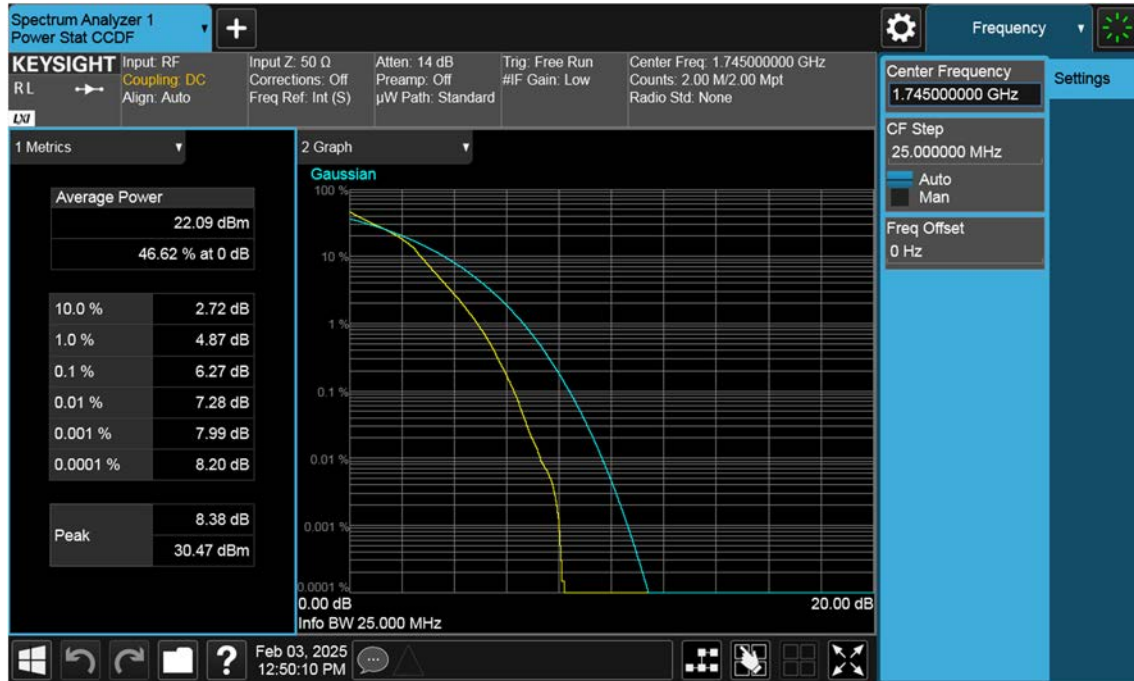 Spectrum Analyzer 1
Power Stat CCDF
+
Frequency
KEYSIGHT
R L
LXI
Input: RF
Coupling: DC
Align: Auto
Input Z: 50 Ω
Corrections: Off
Freq Ref: Int (S)
Atten: 14 dB
Preamp: Off
µW Path: Standard
Trig: Free Run
#IF Gain: Low
Center Freq: 1.745000000 GHz
Counts: 2.00 M/2.00 Mpt
Radio Std: None
Center Frequency
1.745000000 GHz
Settings
CF Step
25.000000 MHz
Auto
Man
Freq Offset
0 Hz
1 Metrics
Average Power
22.09 dBm
46.62 % at 0 dB
10.0 % 2.72 dB
1.0 % 4.87 dB
0.1 % 6.27 dB
0.01 % 7.28 dB
0.001 % 7.99 dB
0.0001 % 8.20 dB
Peak
8.38 dB
30.47 dBm
2 Graph
Gaussian
100 %
10 %
1 %
0.1 %
0.01 %
0.001 %
0.0001 %
0.00 dB 20.00 dB
Info BW 25.000 MHz
?
Feb 03, 2025
12:50:10 PM